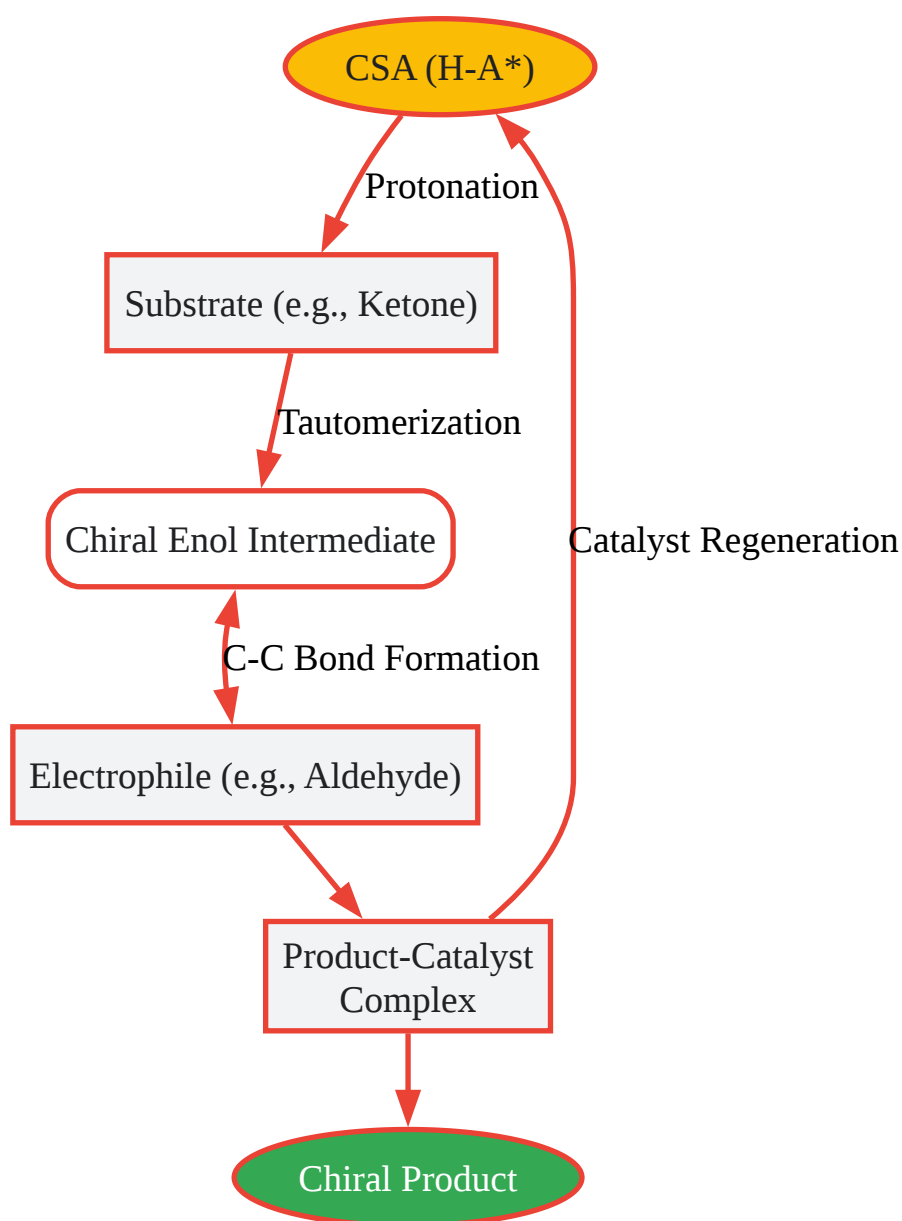 CSA (H-A*)
Protonation
Substrate (e.g., Ketone)
Tautomerization
Chiral Enol Intermediate
Catalyst Regeneration
C-C Bond Formation
Electrophile (e.g., Aldehyde)
Product-Catalyst
Complex
Chiral Product